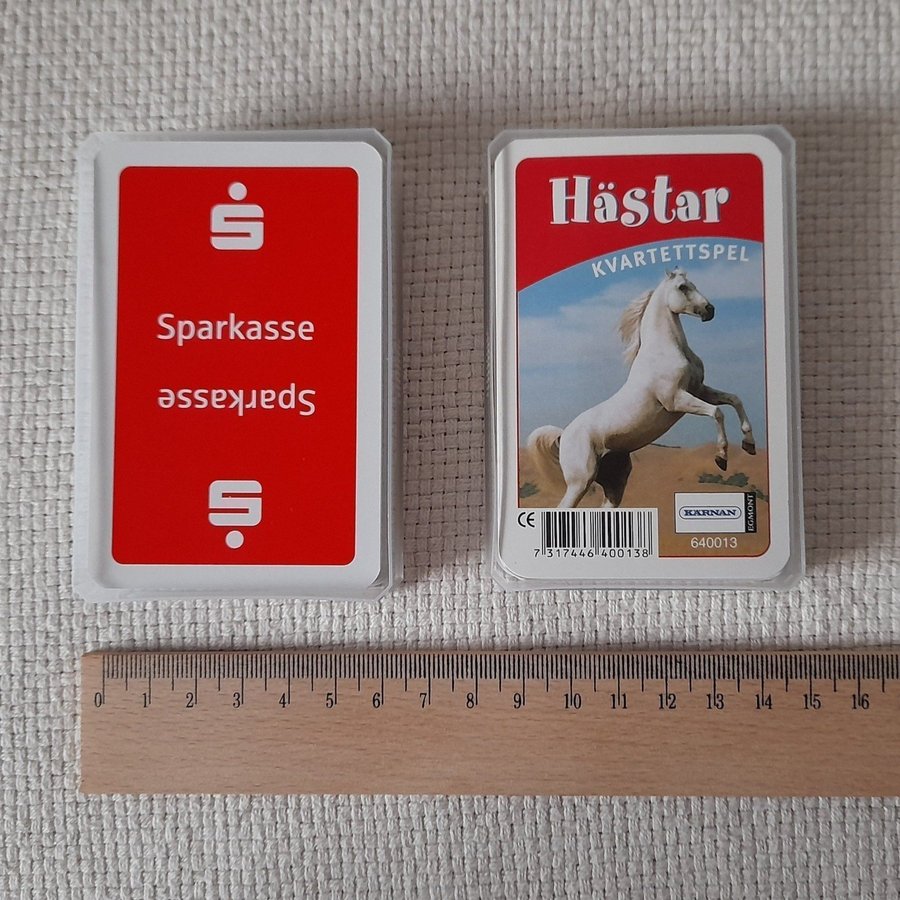 Sparkasse
Sparkasse
Hästar
KVARTETTSPEL
CE
7 317446 400138
KÄRNAN
EGMONT
640013
0 1 2 3 4 5 6 7 8 9 10 11 12 13 14 15 16